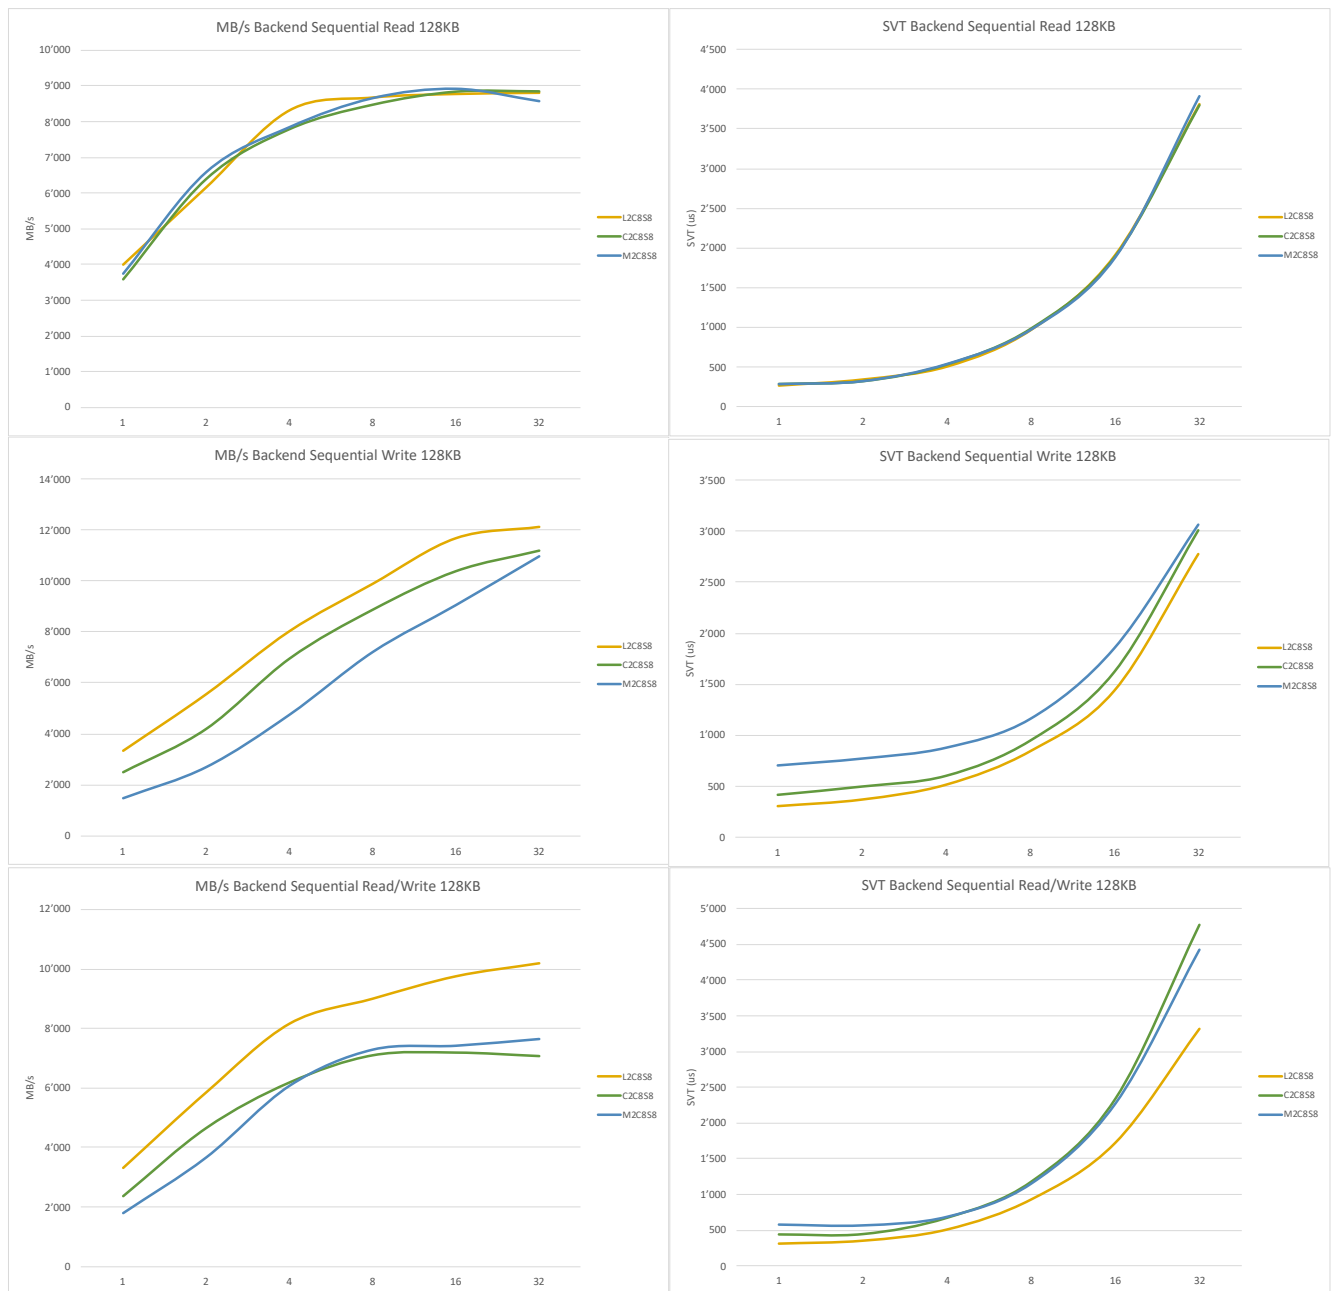 MB/s Backend Sequential Read 128KB
10’000
9’000
8’000
7’000
6’000
5’000
4’000
3’000
2’000
1’000
0
MB/s
1 2 4 8 16 32
L2C8S8
C2C8S8
M2C8S8
SVT Backend Sequential Read 128KB
4’500
4’000
3’500
3’000
2’500
2’000
1’500
1’000
500
0
SVT (us)
1 2 4 8 16 32
L2C8S8
C2C8S8
M2C8S8
MB/s Backend Sequential Write 128KB
14’000
12’000
10’000
8’000
6’000
4’000
2’000
0
MB/s
1 2 4 8 16 32
L2C8S8
C2C8S8
M2C8S8
SVT Backend Sequential Write 128KB
3’500
3’000
2’500
2’000
1’500
1’000
500
0
SVT (us)
1 2 4 8 16 32
L2C8S8
C2C8S8
M2C8S8
MB/s Backend Sequential Read/Write 128KB
12’000
10’000
8’000
6’000
4’000
2’000
0
MB/s
1 2 4 8 16 32
L2C8S8
C2C8S8
M2C8S8
SVT Backend Sequential Read/Write 128KB
5’000
4’500
4’000
3’500
3’000
2’500
2’000
1’500
1’000
500
0
SVT (us)
1 2 4 8 16 32
L2C8S8
C2C8S8
M2C8S8